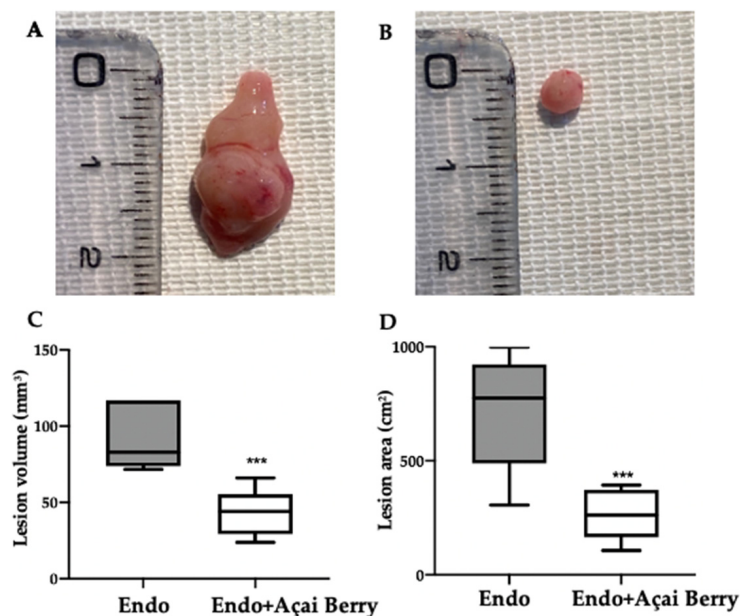 A
B
0
1
2
0
1
2
C
D
Lesion volume (mm³)
150
100
50
0
***
Endo
Endo+Açai Berry
Lesion area (cm²)
1000
500
0
***
Endo
Endo+Açai Berry